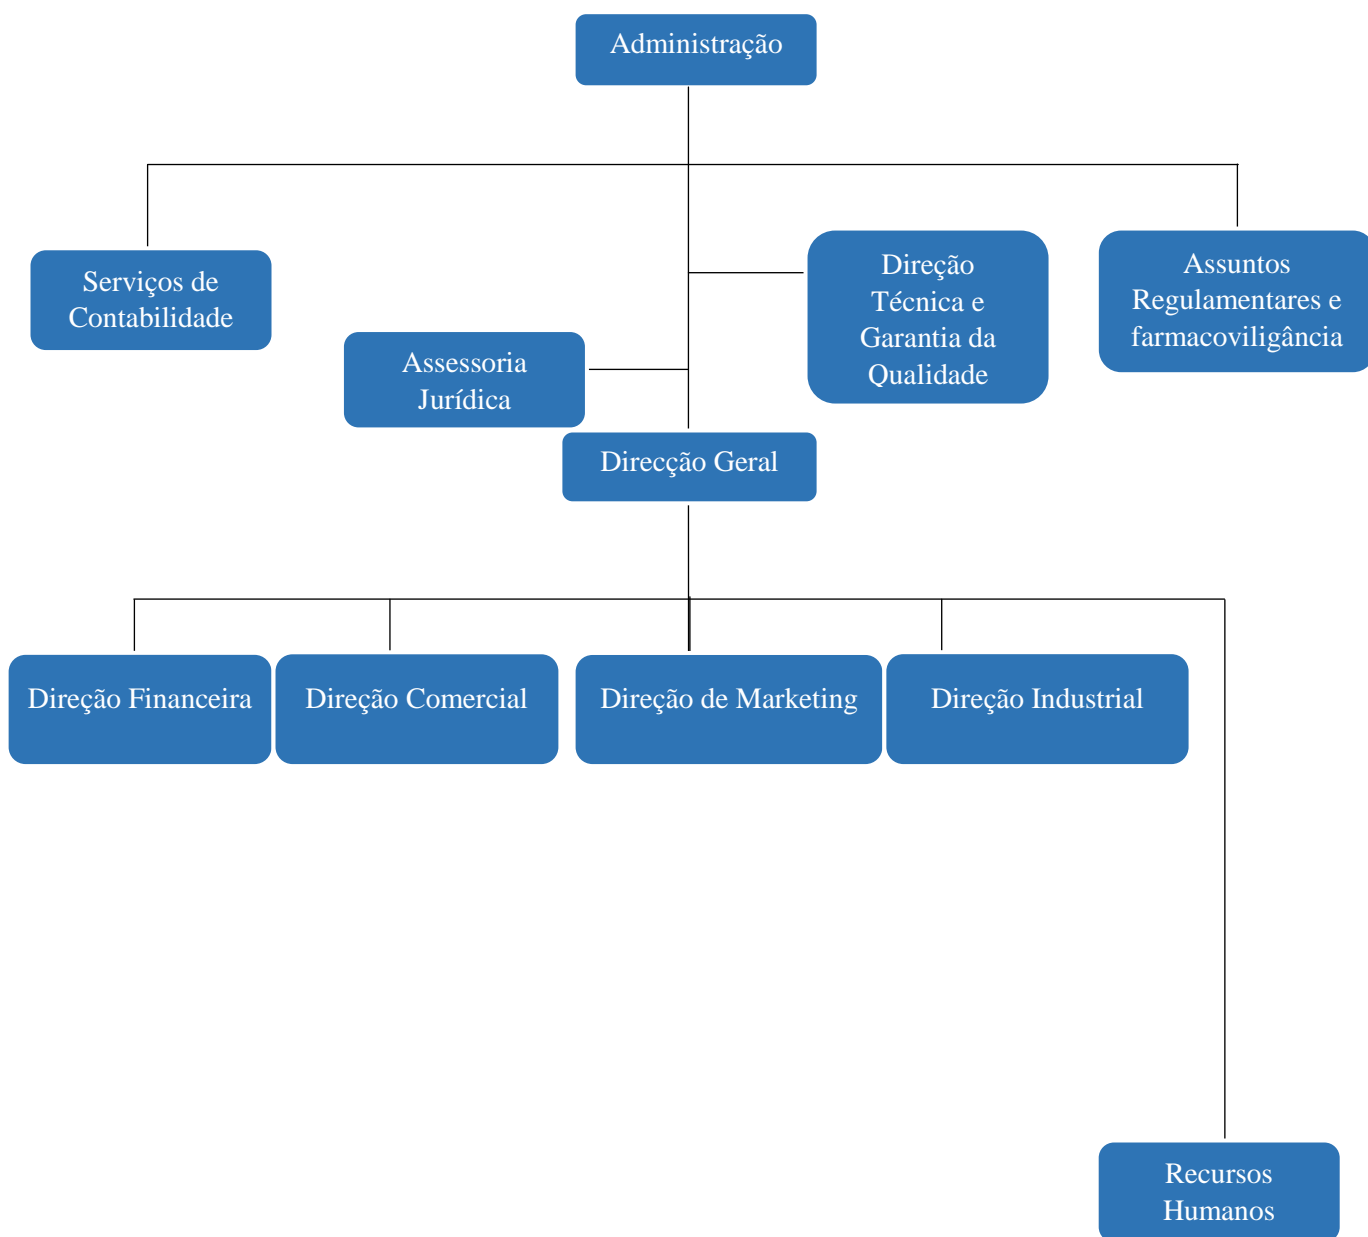 Administração
Serviços de
Contabilidade
Direção
Técnica e
Garantia da
Qualidade
Assuntos
Regulamentares e
farmacoviligância
Assessoria
Jurídica
Direcção Geral
Direção Financeira
Direção Comercial
Direção de Marketing
Direção Industrial
Recursos
Humanos